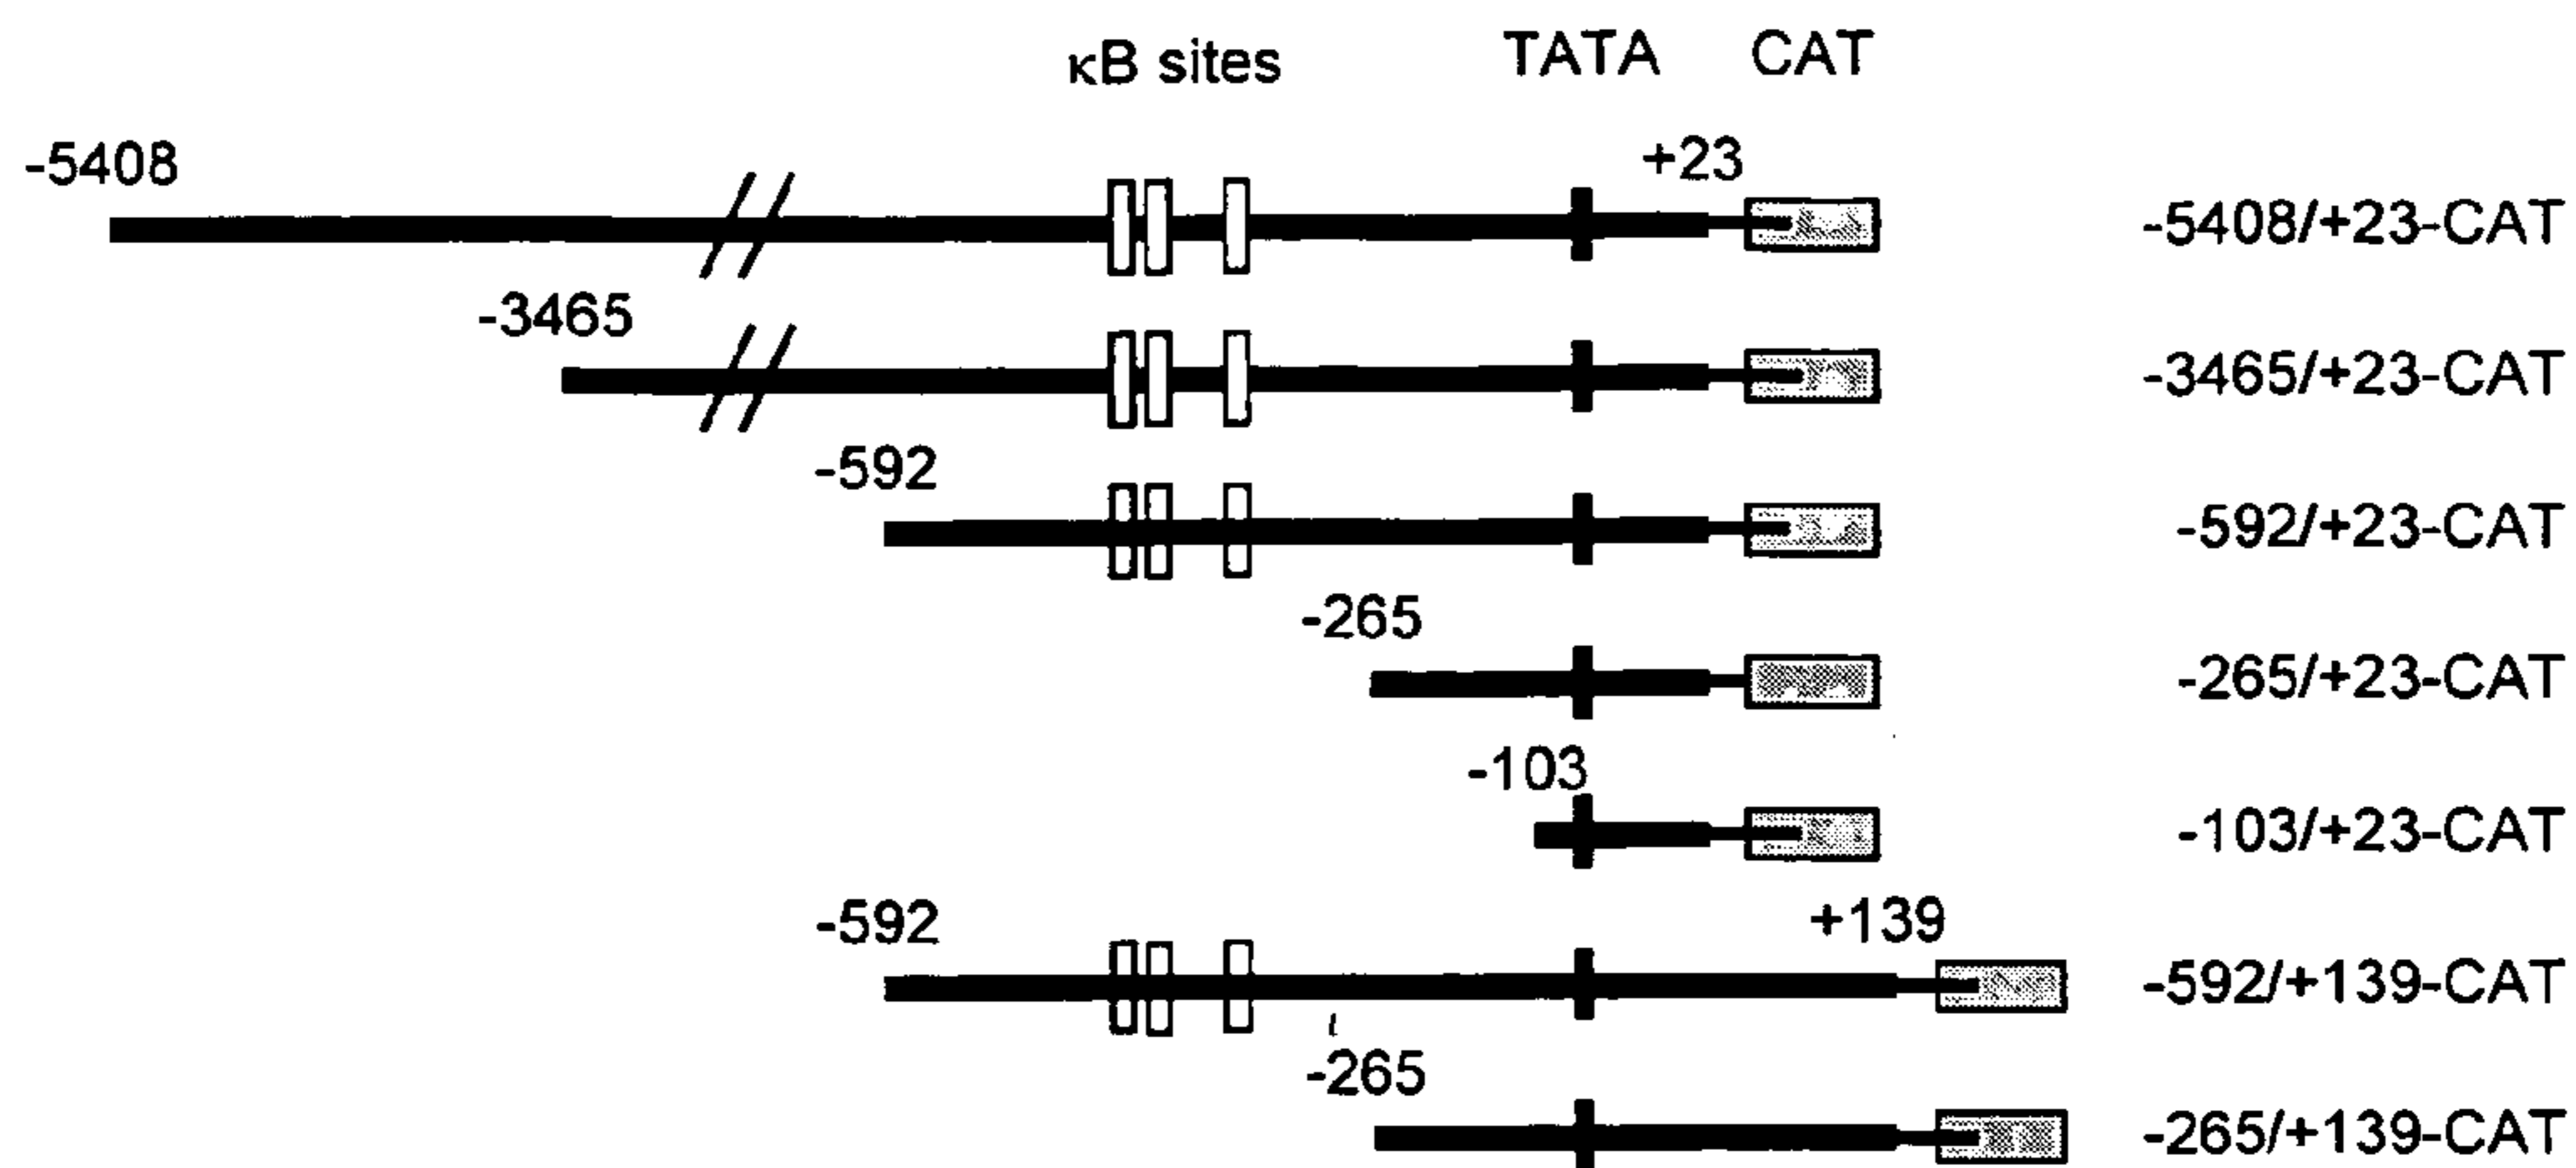 κB sites TATA CAT
-5408 +23
-5408/+23-CAT
-3465
-3465/+23-CAT
-592
-592/+23-CAT
-265
-265/+23-CAT
-103
-103/+23-CAT
-592 +139
-592/+139-CAT
-265
-265/+139-CAT